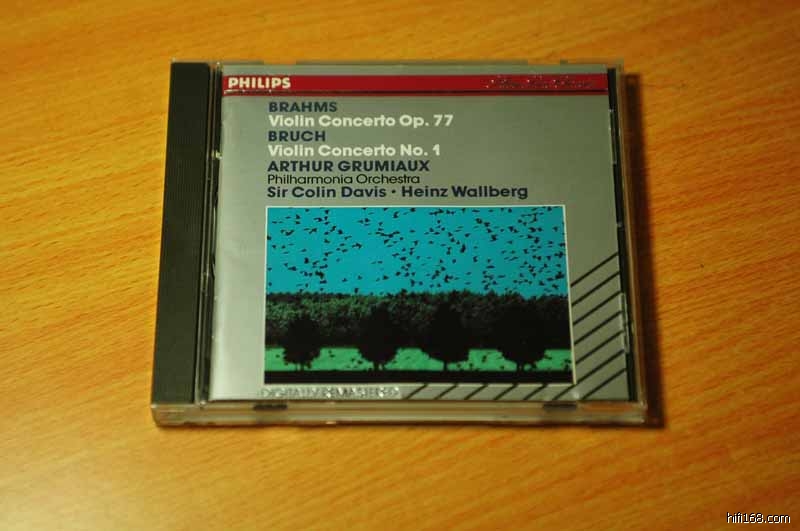 PHILIPS
BRAHMS
Violin Concerto Op. 77
BRUCH
Violin Concerto No. 1
ARTHUR GRUMIAUX
Philharmonia Orchestra
Sir Colin Davis • Heinz Wallberg
DIGITALLY REMASTERED
hifi168.com